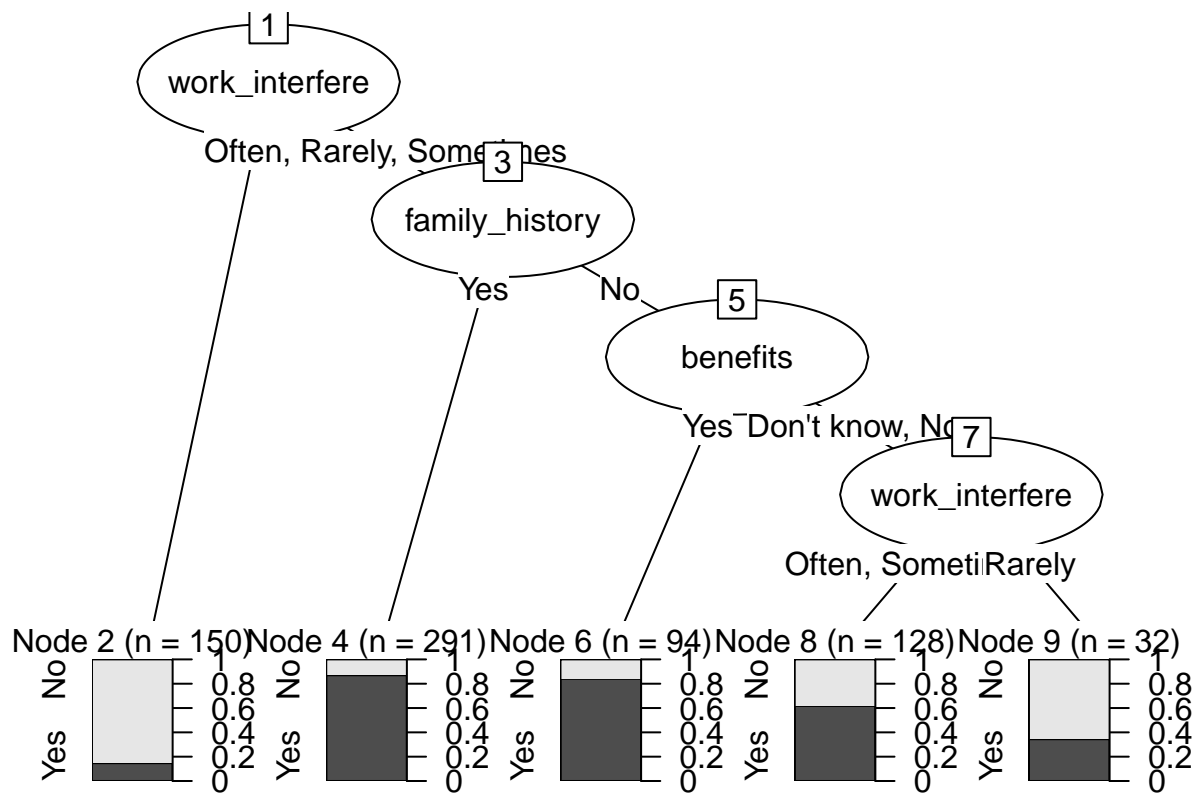 1
work_interfere
Often, Rarely, Sometimes
3
family_history
Yes No
5
benefits
Yes Don't know, No
7
work_interfere
Often, Someti Rarely
Node 2 (n = 150) Node 4 (n = 291) Node 6 (n = 94) Node 8 (n = 128) Node 9 (n = 32)
Yes No
1
0.8
0.6
0.4
0.2
0
Yes No
1
0.8
0.6
0.4
0.2
0
Yes No
1
0.8
0.6
0.4
0.2
0
Yes No
1
0.8
0.6
0.4
0.2
0
Yes No
1
0.8
0.6
0.4
0.2
0